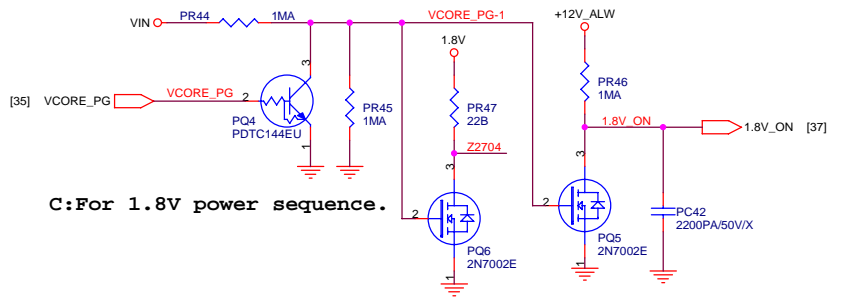 VIN PR44 1MA VCORE_PG-1 +12V_ALW
1.8V
3 PR46
1MA
[35] VCORE_PG VCORE_PG 2 PR45
1MA PR47
22B 1.8V_ON 1.8V_ON [37]
PQ4
PDTC144EU 1 Z2704 3
3
C:For 1.8V power sequence. 2 2 PC42
2200PA/50V/X
PQ6
2N7002E 1 PQ5
2N7002E 1